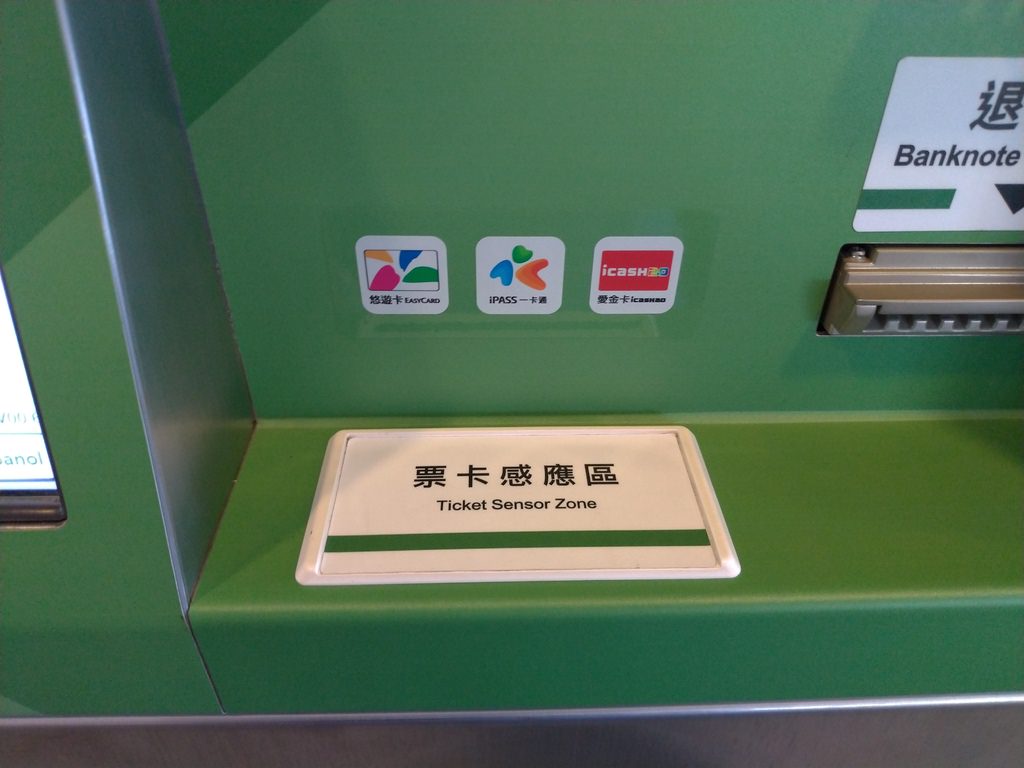 退
Banknote
悠遊卡 EASYCARD
iPASS 一卡通
icash2.0
愛金卡 icash2.0
票卡感應區
Ticket Sensor Zone